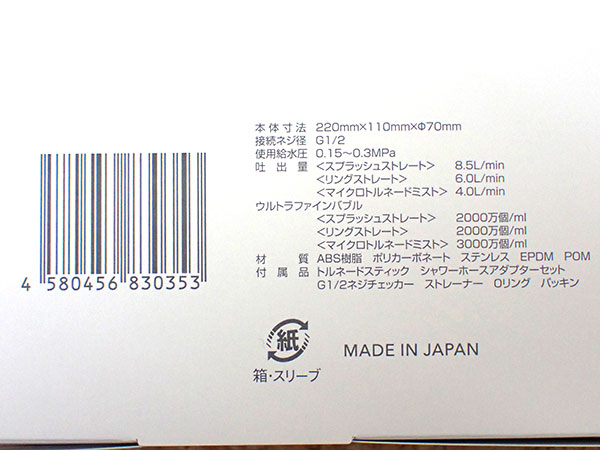 本体寸法 220mm×110mm×Φ70mm
接続ネジ径 G1/2
使用給水圧 0.15〜0.3MPa
吐出量 <スプラッシュストレート> 8.5L/min
<リングストレート> 6.0L/min
<マイクロトルネードミスト> 4.0L/min
ウルトラファインバブル
<スプラッシュストレート> 2000万個/ml
<リングストレート> 2000万個/ml
<マイクロトルネードミスト> 3000万個/ml
材質 ABS樹脂 ポリカーボネート ステンレス EPDM POM
付属品 トルネードスティック シャワーホースアダプターセット
G1/2ネジチェッカー ストレーナー Oリング パッキン
4 580456 830353
紙
箱・スリーブ
MADE IN JAPAN